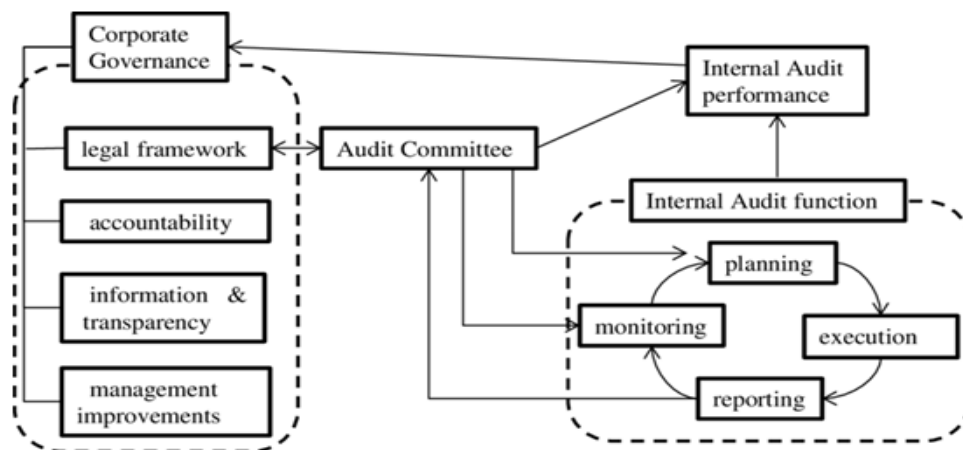 Corporate
Governance
Internal Audit
performance
legal framework
Audit Committee
Internal Audit function
accountability
planning
information &
transparency
monitoring
execution
management
improvements
reporting